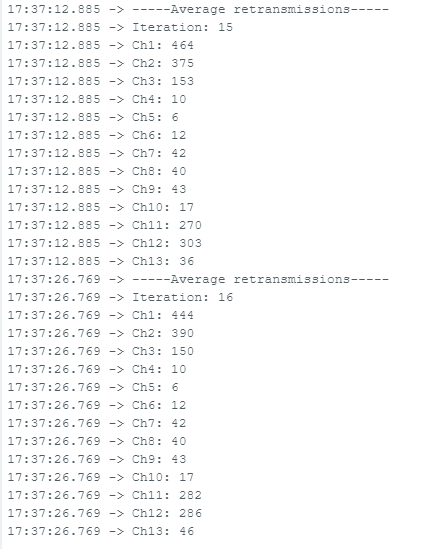 17:37:12.885 -> -----Average retransmissions-----
17:37:12.885 -> Iteration: 15
17:37:12.885 -> Ch1: 464
17:37:12.885 -> Ch2: 375
17:37:12.885 -> Ch3: 153
17:37:12.885 -> Ch4: 10
17:37:12.885 -> Ch5: 6
17:37:12.885 -> Ch6: 12
17:37:12.885 -> Ch7: 42
17:37:12.885 -> Ch8: 40
17:37:12.885 -> Ch9: 43
17:37:12.885 -> Ch10: 17
17:37:12.885 -> Ch11: 270
17:37:12.885 -> Ch12: 303
17:37:12.885 -> Ch13: 36
17:37:26.769 -> -----Average retransmissions-----
17:37:26.769 -> Iteration: 16
17:37:26.769 -> Ch1: 444
17:37:26.769 -> Ch2: 390
17:37:26.769 -> Ch3: 150
17:37:26.769 -> Ch4: 10
17:37:26.769 -> Ch5: 6
17:37:26.769 -> Ch6: 12
17:37:26.769 -> Ch7: 42
17:37:26.769 -> Ch8: 40
17:37:26.769 -> Ch9: 43
17:37:26.769 -> Ch10: 17
17:37:26.769 -> Ch11: 282
17:37:26.769 -> Ch12: 286
17:37:26.769 -> Ch13: 46